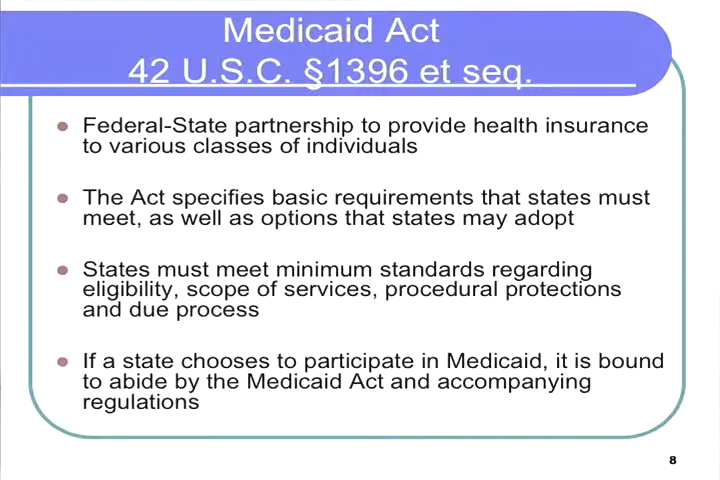 Medicaid Act
42 U.S.C. §1396 et seq.
Federal-State partnership to provide health insurance
to various classes of individuals
The Act specifies basic requirements that states must
meet, as well as options that states may adopt
States must meet minimum standards regarding
eligibility, scope of services, procedural protections
and due process
If a state chooses to participate in Medicaid, it is bound
to abide by the Medicaid Act and accompanying
regulations
8